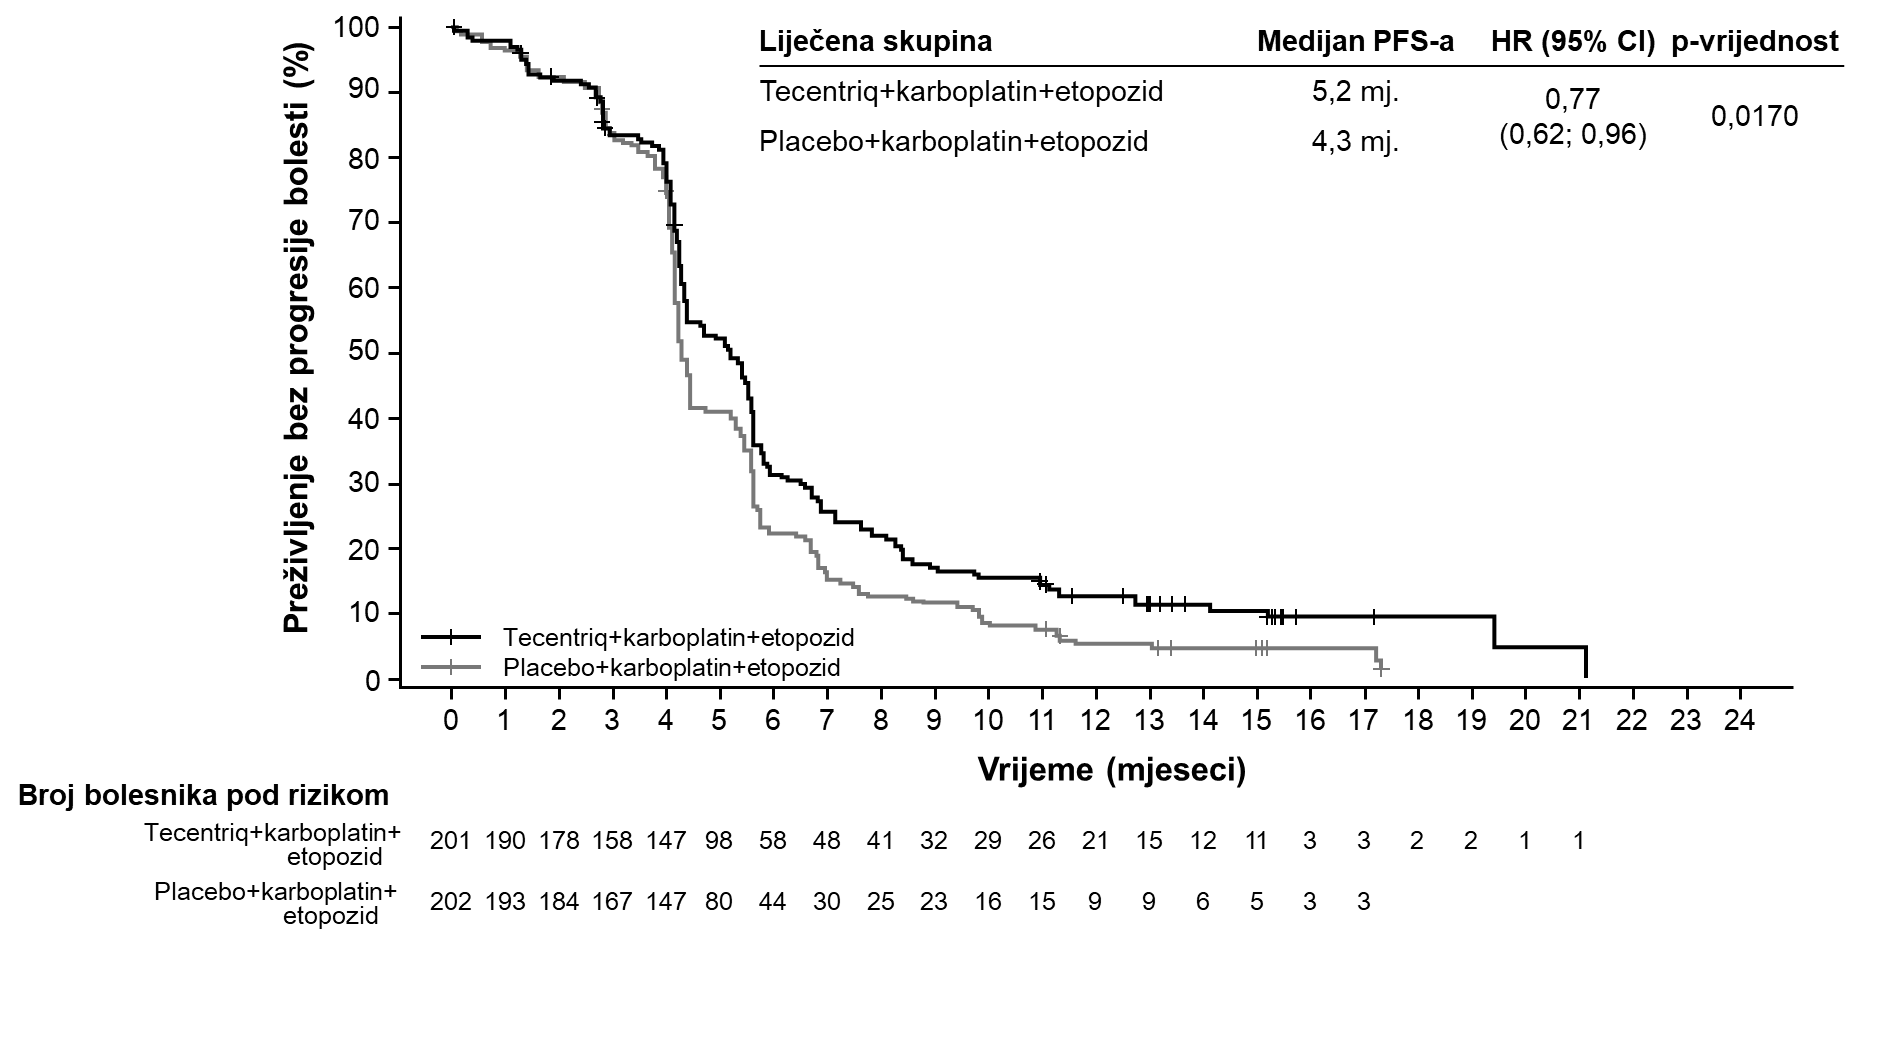 Liječena skupina Medijan PFS-a HR (95% CI) p-vrijednost
Tecentriq+karboplatin+etopozid 5,2 mj. 0,77 (0,62; 0,96) 0,0170
Placebo+karboplatin+etopozid 4,3 mj.
Preživljenje bez progresije bolesti (%)
100
90
80
70
60
50
40
30
20
10
0
Tecentriq+karboplatin+etopozid
Placebo+karboplatin+etopozid
0 1 2 3 4 5 6 7 8 9 10 11 12 13 14 15 16 17 18 19 20 21 22 23 24
Vrijeme (mjeseci)
Broj bolesnika pod rizikom
Tecentriq+karboplatin+
etopozid
201 190 178 158 147 98 58 48 41 32 29 26 21 15 12 11 3 3 2 2 1 1
Placebo+karboplatin+
etopozid
202 193 184 167 147 80 44 30 25 23 16 15 9 9 6 5 3 3